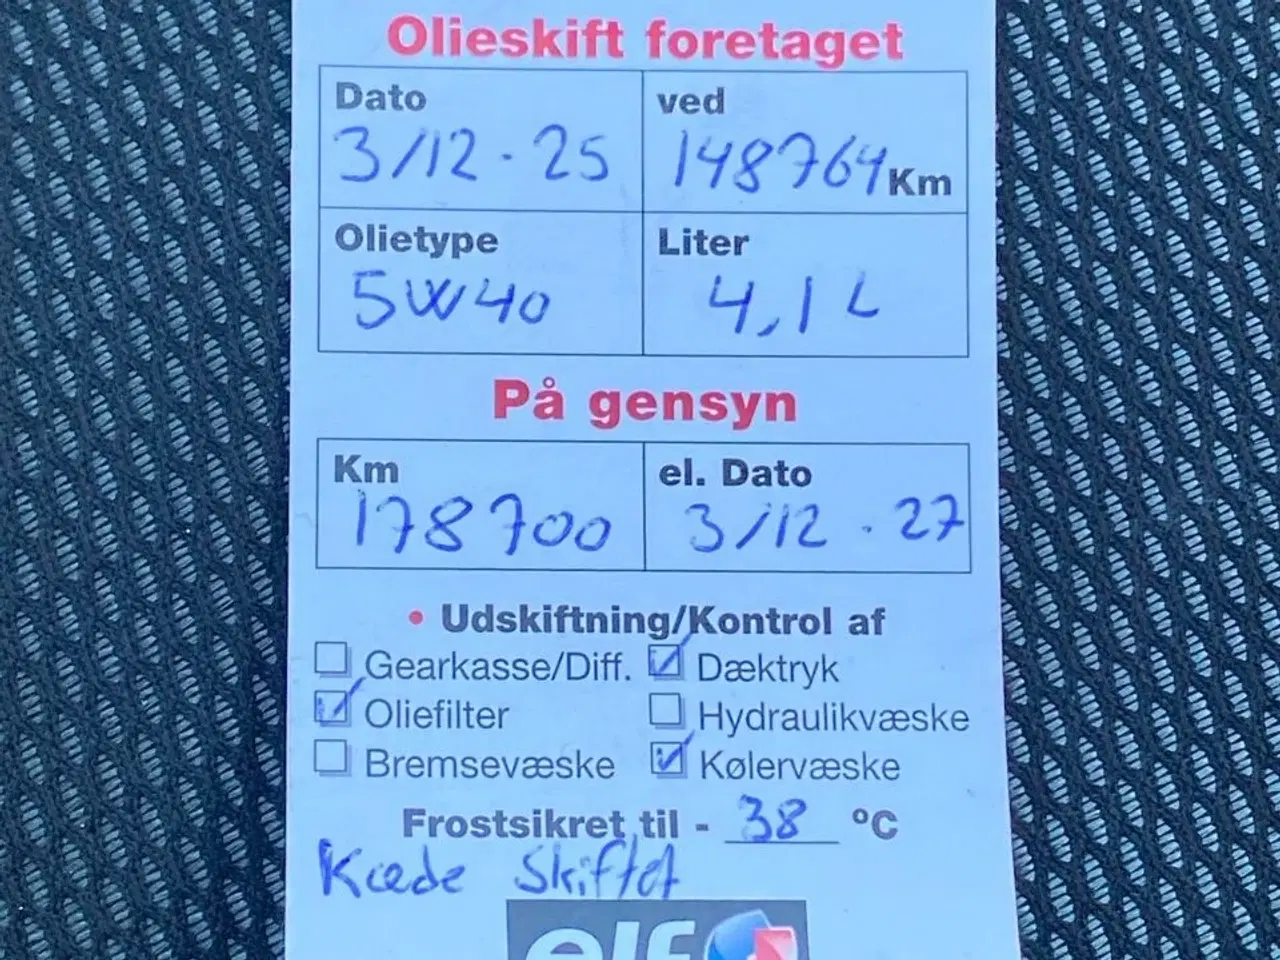 Olieskift foretaget
Dato ved
3/12 - 25 148764 Km
Olietype Liter
5W40 4,1 L
På gensyn
Km el. Dato
178700 3/12 - 27
• Udskiftning/Kontrol af
Gearkasse/Diff. Dæktryk
Oliefilter Hydraulikvæske
Bremsevæske Kølervæske
Frostsikret til - 38 °C
Kæde Skiftet
elf